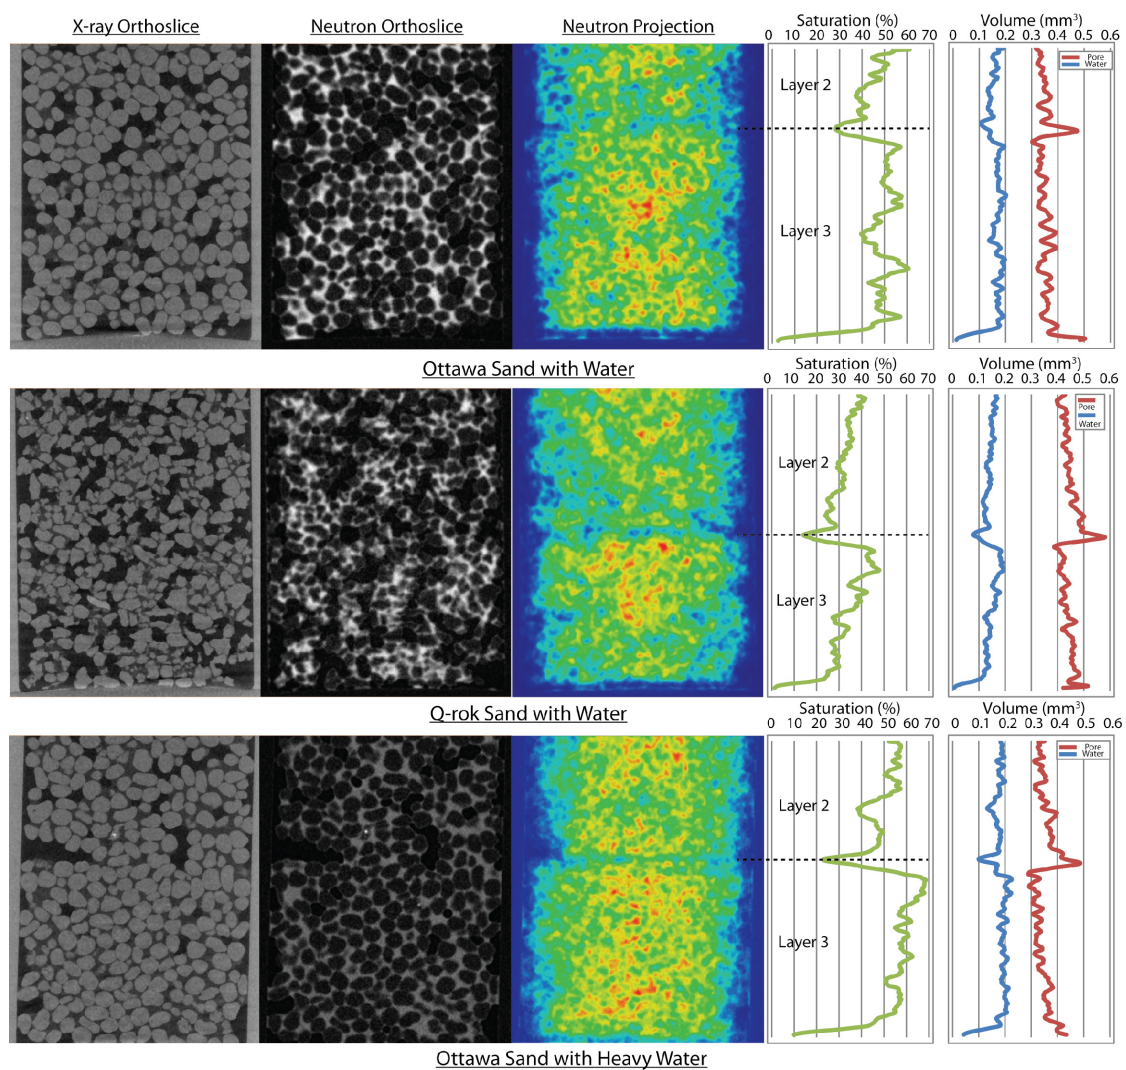 X-ray Orthoslice Neutron Orthoslice Neutron Projection Saturation (%) Volume (mm³)
0 10 20 30 40 50 60 70 0 0.1 0.2 0.3 0.4 0.5 0.6
Pore
Water
Layer 2
Layer 3
Ottawa Sand with Water
Saturation (%) Volume (mm³)
0 10 20 30 40 50 60 70 0 0.1 0.2 0.3 0.4 0.5 0.6
Pore
Water
Layer 2
Layer 3
Q-rok Sand with Water
Saturation (%) Volume (mm³)
0 10 20 30 40 50 60 70 0 0.1 0.2 0.3 0.4 0.5 0.6
Pore
Water
Layer 2
Layer 3
Ottawa Sand with Heavy Water